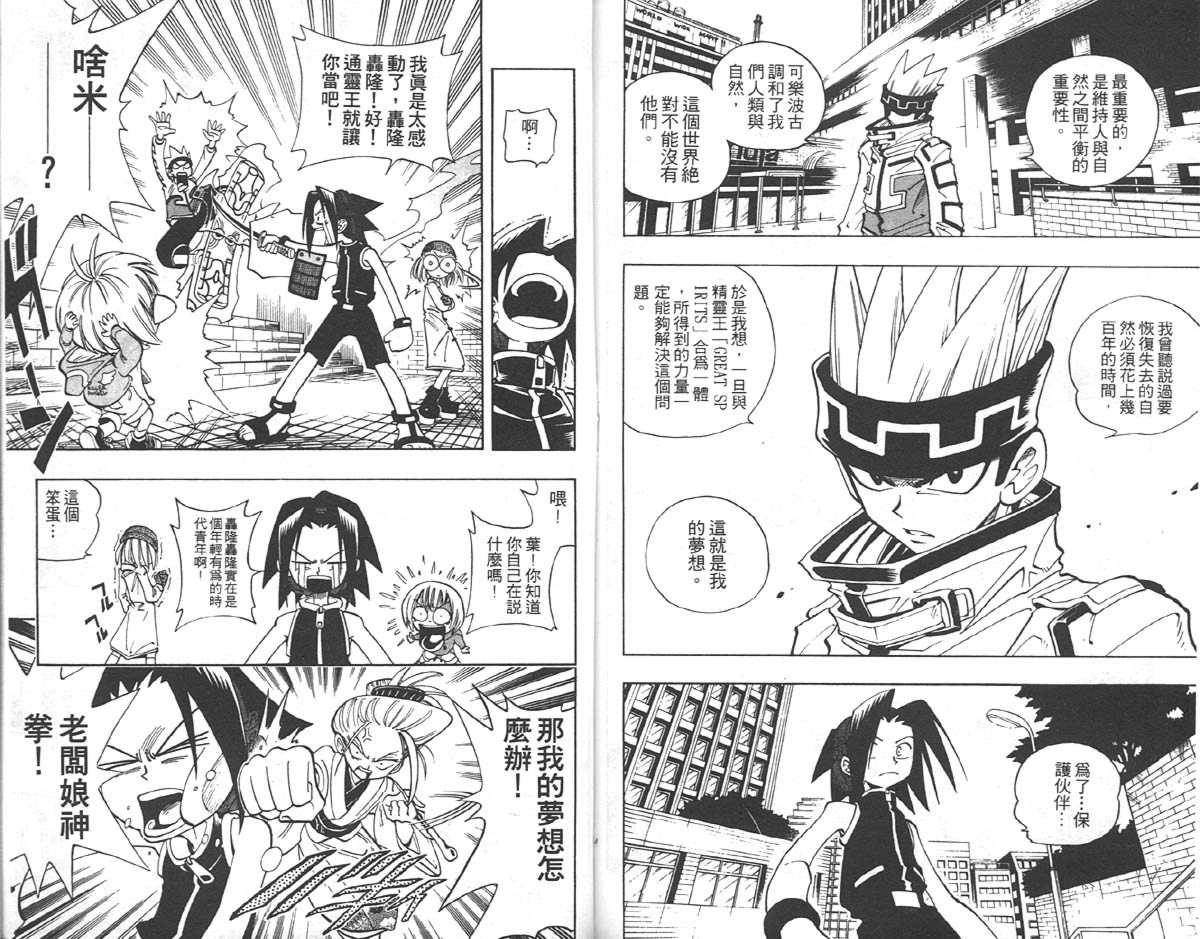 最重要的，
是維持人與自
然之間平衡的
重要性。
可樂波古
調和了我
們人類與
自然，
這個世界絕
對不能沒有
他們。
WORLD WIDE
我曾聽説過要
恢復失去的自
然必須花上幾
百年的時間，
於是我想，一旦與
精靈王「GREAT SP
IRITS」合爲一體
，所得到的力量一
定能夠解決這個問
題。
這就是我
的夢想。
爲了…保
護伙伴…
啊…
我眞是太感
動了，轟隆
轟隆！好！
通靈王就讓
你當吧！
啥米——？
喂！
葉！你知道
你自己在説
什麼嗎！
轟隆轟隆實在是
個年輕有爲的時
代青年啊！
這個
笨蛋…
那我的夢想怎
麼辦！
老闆娘神
拳！